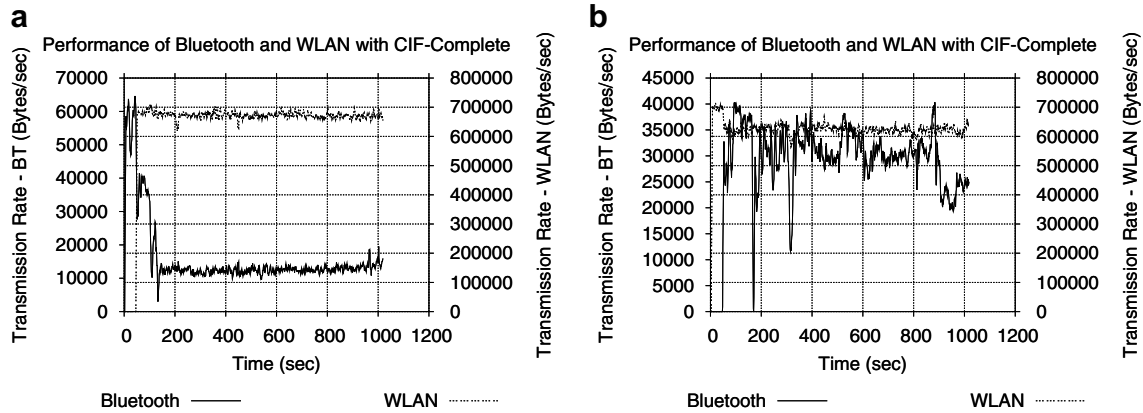 a
Performance of Bluetooth and WLAN with CIF-Complete
Transmission Rate - BT (Bytes/sec)
70000
60000
50000
40000
30000
20000
10000
0
800000
700000
600000
500000
400000
300000
200000
100000
0
Transmission Rate - WLAN (Bytes/sec)
0 200 400 600 800 1000 1200
Time (sec)
Bluetooth
WLAN
b
Performance of Bluetooth and WLAN with CIF-Complete
Transmission Rate - BT (Bytes/sec)
45000
40000
35000
30000
25000
20000
15000
10000
5000
0
800000
700000
600000
500000
400000
300000
200000
100000
0
Transmission Rate - WLAN (Bytes/sec)
0 200 400 600 800 1000 1200
Time (sec)
Bluetooth
WLAN